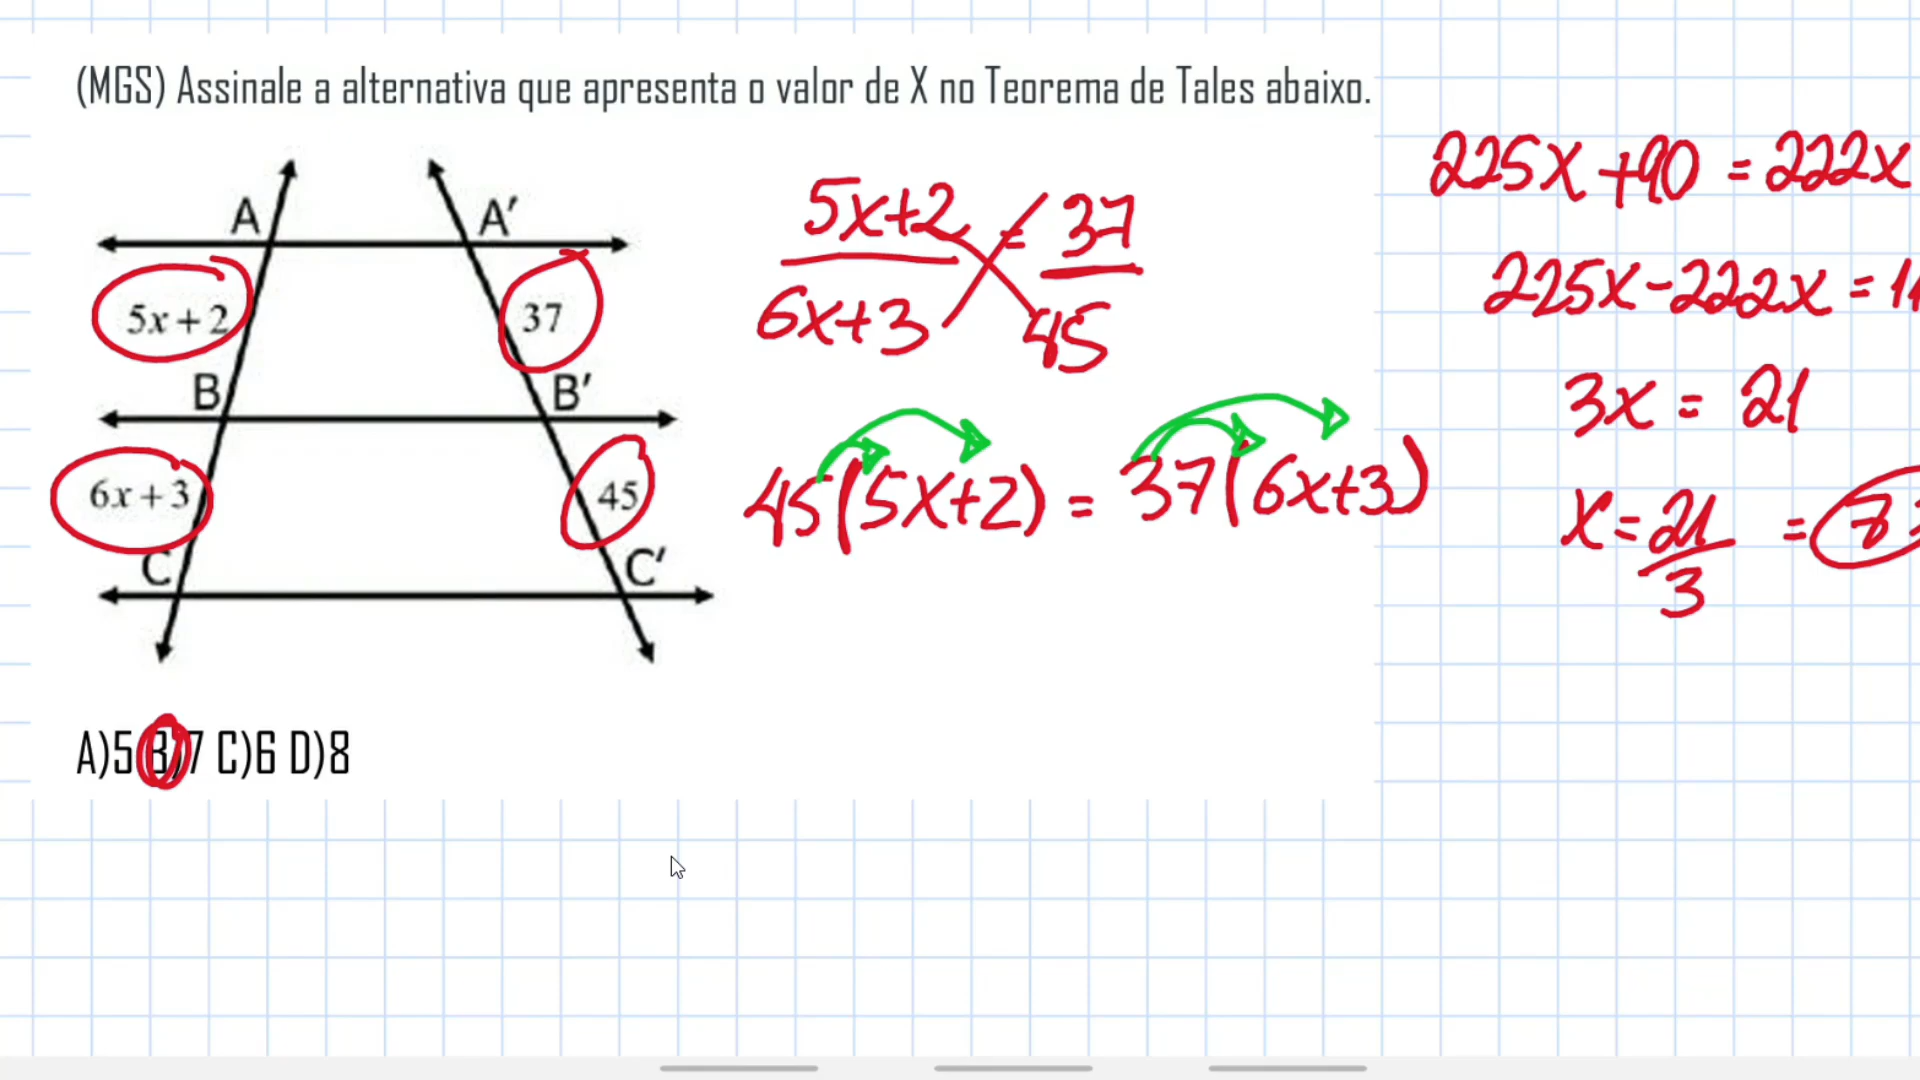 (MGS) Assinale a alternativa que apresenta o valor de X no Teorema de Tales abaixo.
A A'
5x+2 37
B B'
6x+3 45
C C'
A)5 B)7 C)6 D)8
5x+2 = 37
6x+3 45
45(5x+2) = 37(6x+3)
225x+90 = 222x
225x-222x = 11
3x = 21
x = 21 =
3